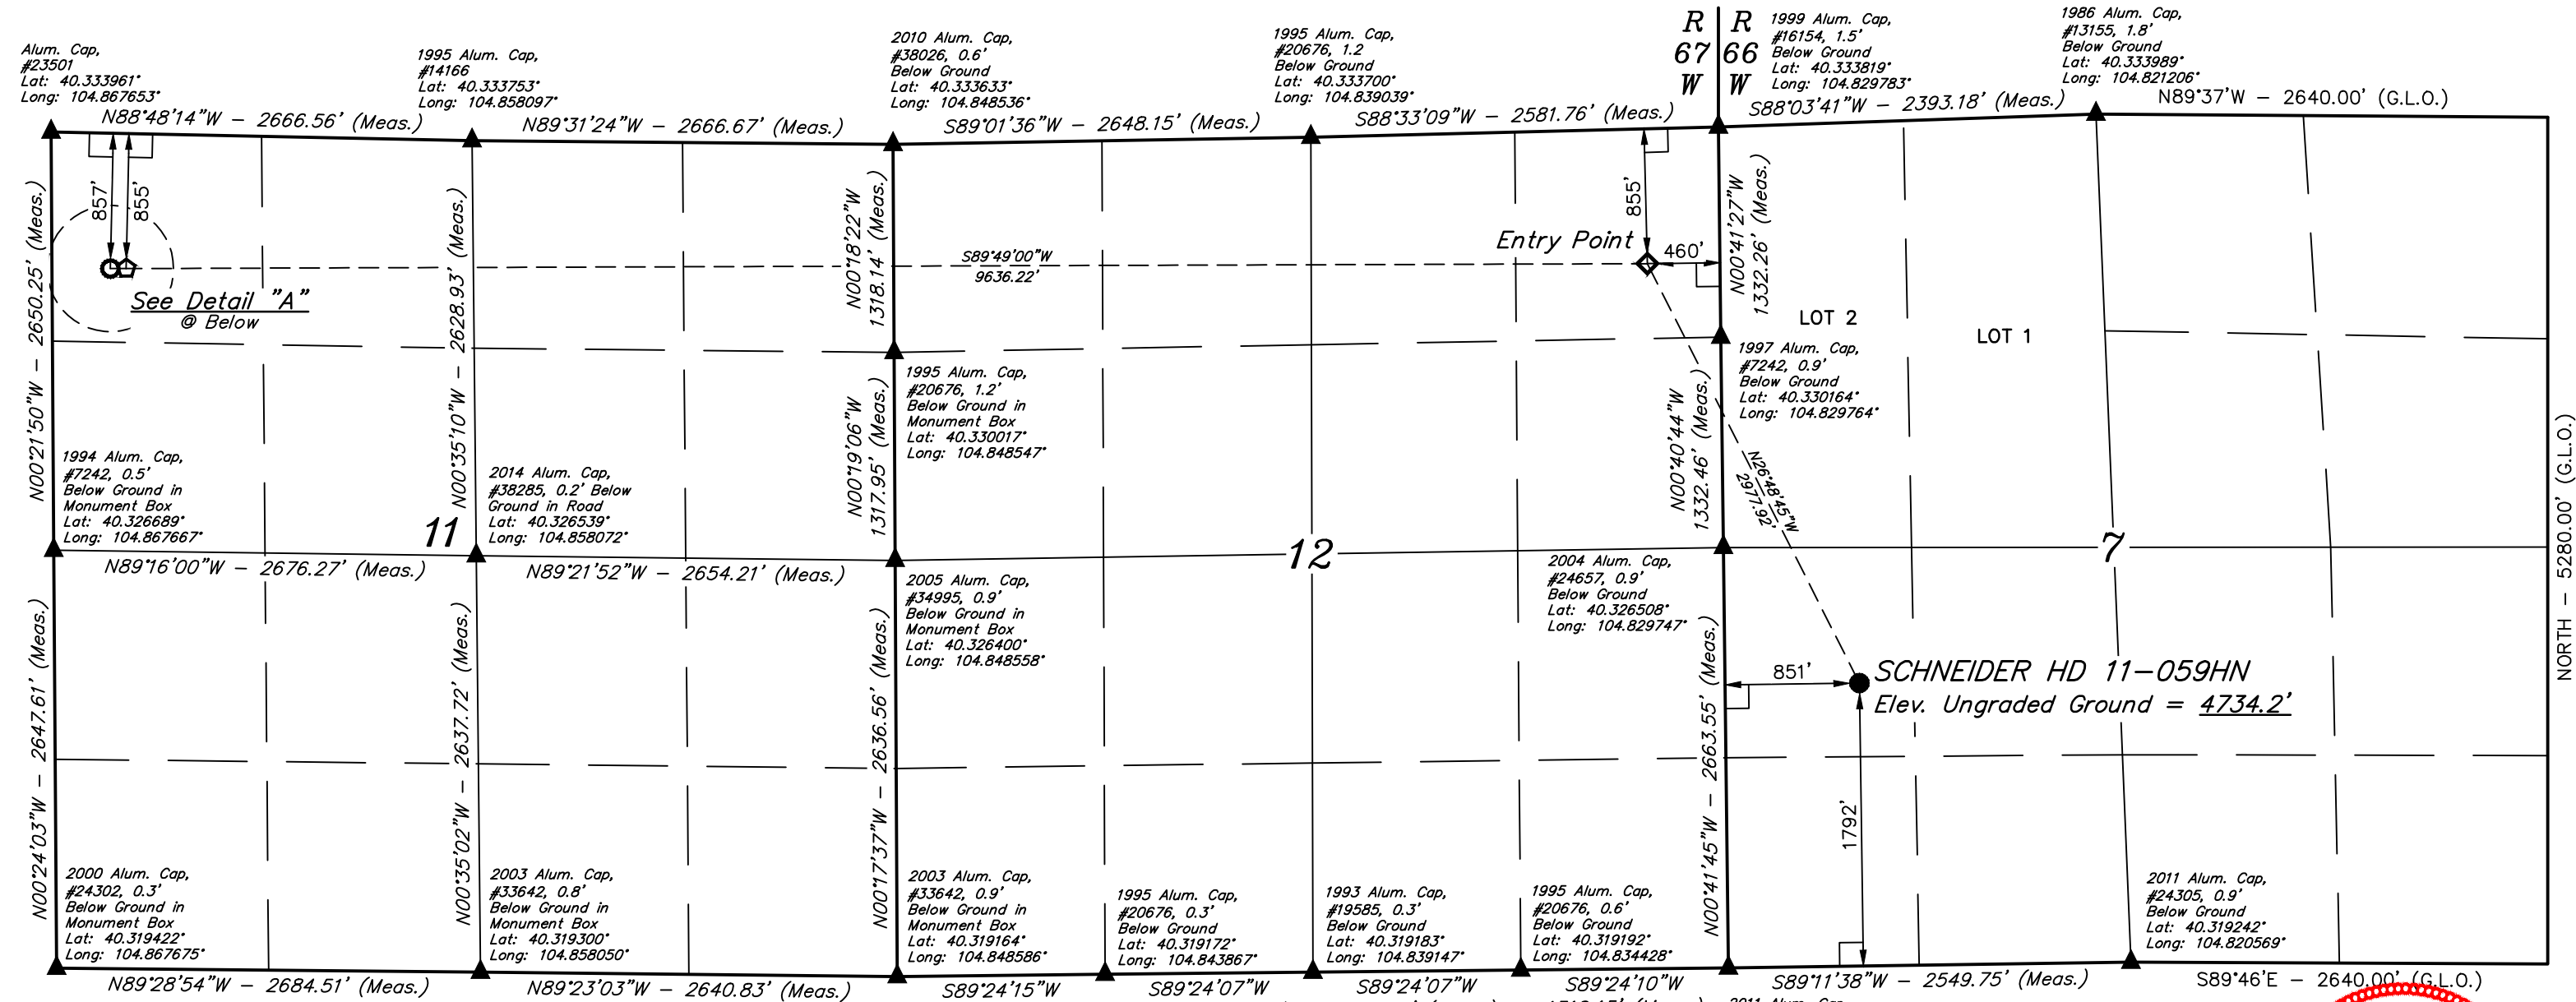 Alum. Cap,
#23501
Lat: 40.333961°
Long: 104.867653°
1995 Alum. Cap,
#14166
Lat: 40.333753°
Long: 104.858097°
2010 Alum. Cap,
#38026, 0.6'
Below Ground
Lat: 40.333633°
Long: 104.848536°
1995 Alum. Cap,
#20676, 1.2
Below Ground
Lat: 40.333700°
Long: 104.839039°
R R
67 66
W W
1999 Alum. Cap,
#16154, 1.5'
Below Ground
Lat: 40.333819°
Long: 104.829783°
1986 Alum. Cap,
#13155, 1.8'
Below Ground
Lat: 40.333989°
Long: 104.821206°
N88°48'14"W - 2666.56' (Meas.)
N89°31'24"W - 2666.67' (Meas.)
S89°01'36"W - 2648.15' (Meas.)
S88°33'09"W - 2581.76' (Meas.)
S88°03'41"W - 2393.18' (Meas.)
N89°37'W - 2640.00' (G.L.O.)
N00°21'50"W - 2650.25' (Meas.)
857'
855'
See Detail "A"
@ Below
N00°35'10"W - 2628.93' (Meas.)
N00°18'22"W
1318.14' (Meas.)
S89°49'00"W
9636.22'
855'
Entry Point
460'
N00°41'27"W
1332.26' (Meas.)
LOT 2
LOT 1
1997 Alum. Cap,
#7242, 0.9'
Below Ground
Lat: 40.330164°
Long: 104.829764°
1995 Alum. Cap,
#20676, 1.2'
Below Ground in
Monument Box
Lat: 40.330017°
Long: 104.848547°
N00°19'06"W
1317.95' (Meas.)
N00°40'44"W
1332.46' (Meas.)
N26°48'45"W
2977.92'
1994 Alum. Cap,
#7242, 0.5'
Below Ground in
Monument Box
Lat: 40.326689°
Long: 104.867667°
11
2014 Alum. Cap,
#38285, 0.2' Below
Ground in Road
Lat: 40.326539°
Long: 104.858072°
12
7
NORTH - 5280.00' (G.L.O.)
N89°16'00"W - 2676.27' (Meas.)
N89°21'52"W - 2654.21' (Meas.)
2005 Alum. Cap,
#34995, 0.9'
Below Ground in
Monument Box
Lat: 40.326400°
Long: 104.848558°
2004 Alum. Cap,
#24657, 0.9'
Below Ground
Lat: 40.326508°
Long: 104.829747°
851'
SCHNEIDER HD 11-059HN
Elev. Ungraded Ground = 4734.2'
1792'
N00°24'03"W - 2647.61' (Meas.)
N00°35'02"W - 2637.72' (Meas.)
N00°17'37"W - 2636.56' (Meas.)
N00°41'45"W - 2663.55' (Meas.)
2000 Alum. Cap,
#24302, 0.3'
Below Ground in
Monument Box
Lat: 40.319422°
Long: 104.867675°
2003 Alum. Cap,
#33642, 0.8'
Below Ground in
Monument Box
Lat: 40.319300°
Long: 104.858050°
2003 Alum. Cap,
#33642, 0.9'
Below Ground in
Monument Box
Lat: 40.319164°
Long: 104.848586°
1995 Alum. Cap,
#20676, 0.3'
Below Ground
Lat: 40.319172°
Long: 104.843867°
1993 Alum. Cap,
#19585, 0.3'
Below Ground
Lat: 40.319183°
Long: 104.839147°
1995 Alum. Cap,
#20676, 0.6'
Below Ground
Lat: 40.319192°
Long: 104.834428°
2011 Alum. Cap,
#24305, 0.9'
Below Ground
Lat: 40.319242°
Long: 104.820569°
N89°28'54"W - 2684.51' (Meas.)
N89°23'03"W - 2640.83' (Meas.)
S89°24'15"W
S89°24'07"W
S89°24'07"W
S89°24'10"W
S89°11'38"W - 2549.75' (Meas.)
S89°46'E - 2640.00' (G.L.O.)